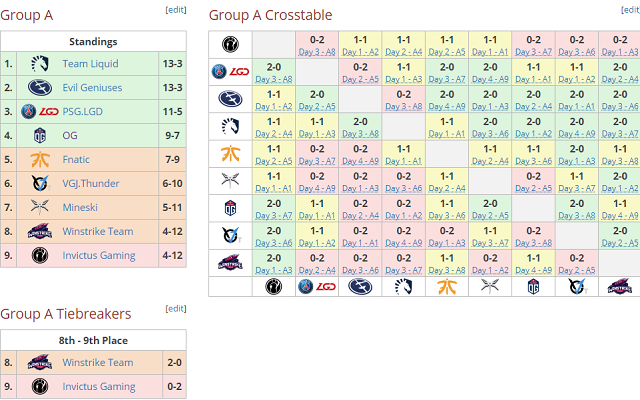 Group A [edit]
Standings
1. Team Liquid 13-3
2. Evil Geniuses 13-3
3. LGD PSG.LGD 11-5
4. OG OG 9-7
5. Fnatic 7-9
6. VGJ.Thunder 6-10
7. Mineski 5-11
8. Winstrike Team 4-12
9. Invictus Gaming 4-12
Group A Tiebreakers [edit]
8th - 9th Place
8. Winstrike Team 2-0
9. Invictus Gaming 0-2
Group A Crosstable [edit]
0-2 1-1 1-1 1-1 1-1 0-2 0-2 0-2
Day 3 - A8 Day 1 - A2 Day 2 - A4 Day 2 - A5 Day 1 - A1 Day 3 - A7 Day 3 - A6 Day 1 - A3
LGD 2-0 0-2 1-1 2-0 2-0 1-1 1-1 2-0
Day 3 - A8 Day 2 - A5 Day 1 - A3 Day 3 - A7 Day 4 - A9 Day 1 - A1 Day 1 - A2 Day 2 - A4
1-1 2-0 0-2 2-0 2-0 2-0 2-0 2-0
Day 1 - A2 Day 2 - A5 Day 3 - A8 Day 4 - A9 Day 1 - A3 Day 2 - A4 Day 1 - A1 Day 3 - A6
1-1 1-1 2-0 1-1 2-0 2-0 2-0 2-0
Day 2 - A4 Day 1 - A3 Day 3 - A8 Day 1 - A1 Day 3 - A6 Day 1 - A2 Day 4 - A9 Day 3 - A7
1-1 0-2 0-2 1-1 1-1 1-1 2-0 1-1
Day 2 - A5 Day 3 - A7 Day 4 - A9 Day 1 - A1 Day 2 - A4 Day 3 - A6 Day 1 - A3 Day 3 - A8
1-1 0-2 0-2 0-2 1-1 0-2 1-1 2-0
Day 1 - A1 Day 4 - A9 Day 1 - A3 Day 3 - A6 Day 2 - A4 Day 2 - A5 Day 3 - A7 Day 1 - A2
OG 2-0 1-1 0-2 0-2 1-1 2-0 2-0 1-1
Day 3 - A7 Day 1 - A1 Day 2 - A4 Day 1 - A2 Day 3 - A6 Day 2 - A5 Day 3 - A8 Day 4 - A9
2-0 1-1 0-2 0-2 0-2 1-1 0-2 2-0
Day 3 - A6 Day 1 - A2 Day 1 - A1 Day 4 - A9 Day 1 - A3 Day 3 - A7 Day 3 - A8 Day 2 - A5
2-0 0-2 0-2 0-2 1-1 0-2 1-1 0-2
Day 1 - A3 Day 2 - A4 Day 3 - A6 Day 3 - A7 Day 3 - A8 Day 1 - A2 Day 4 - A9 Day 2 - A5
LGD OG